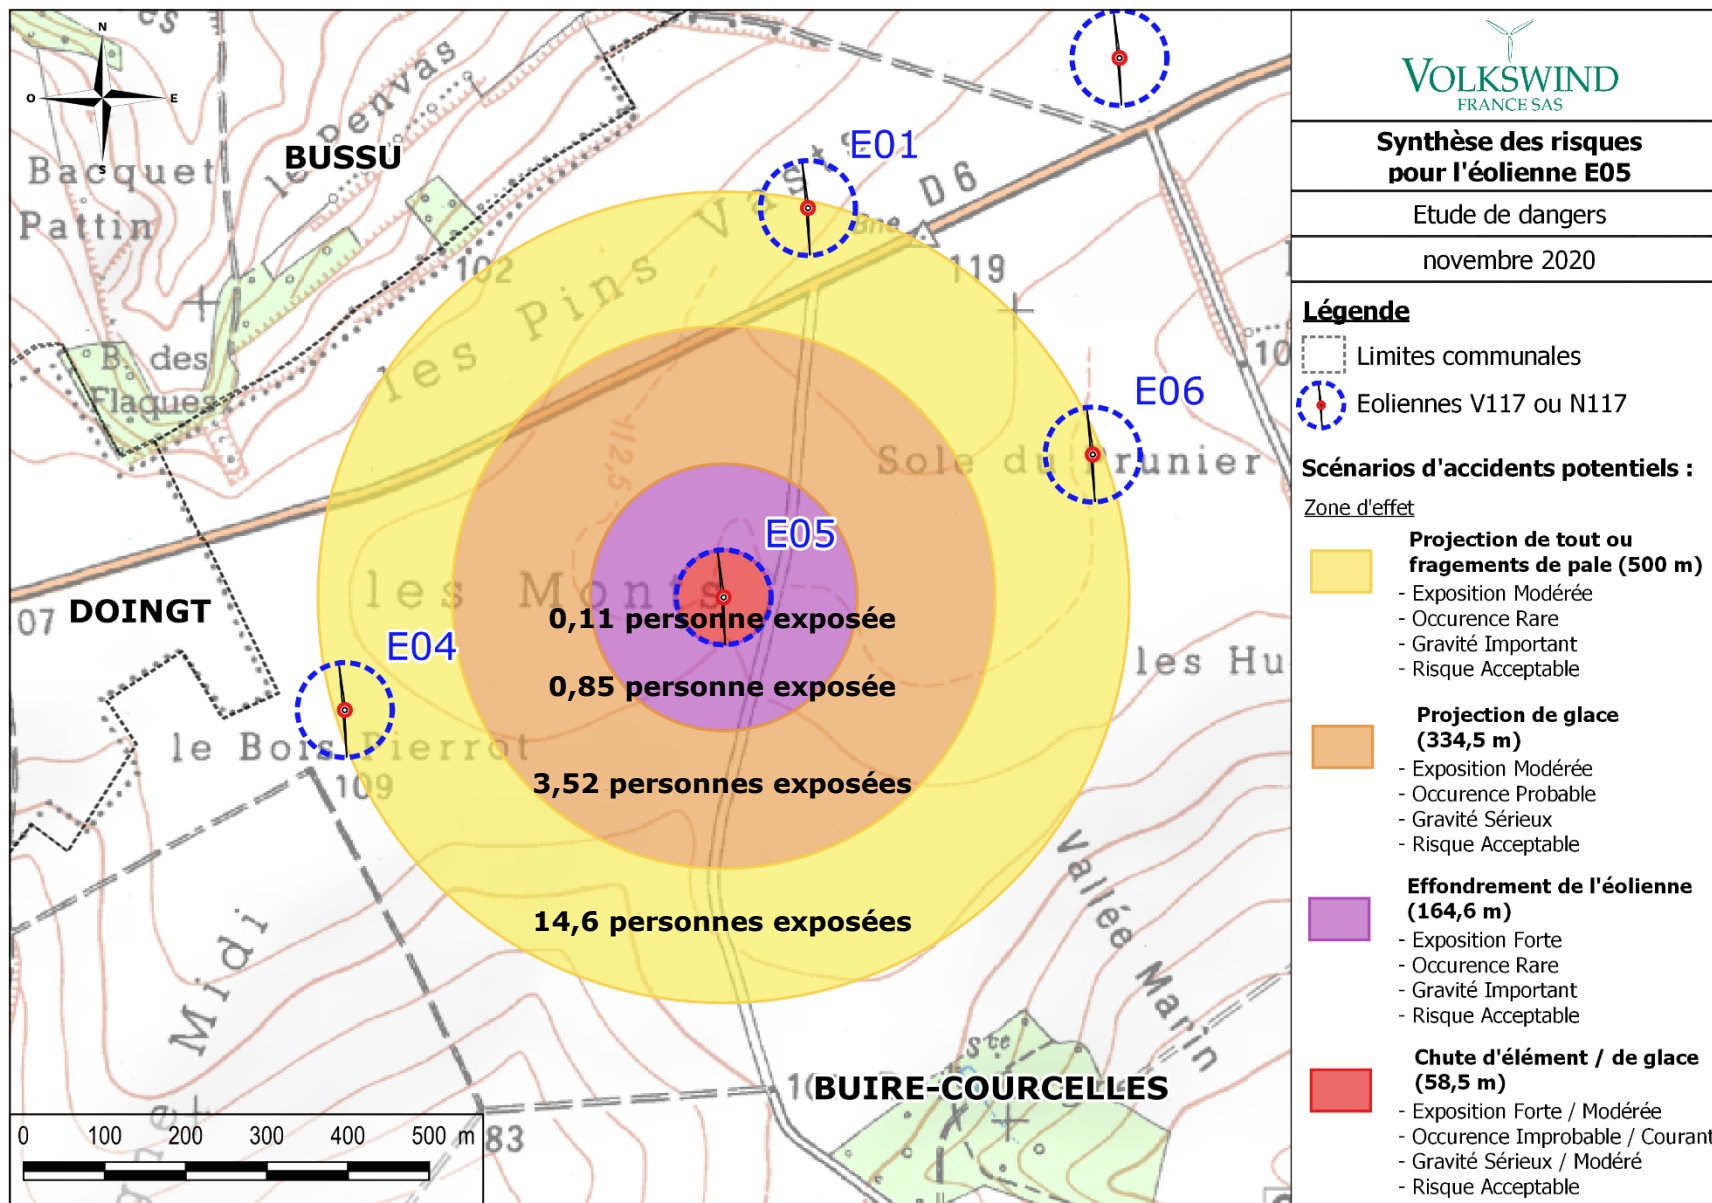 N
O
E
S
BUSSU
le Penvas
Bacquet
Pattin
B. des
Flaques
102
les Pins Vasts
E01
Bne
D 6
119
E06
Sole du Prunier
112,5
E05
les Monts
07
DOINGT
0,11 personne exposée
E04
les Hu
0,85 personne exposée
le Bois Pierrot
109
3,52 personnes exposées
14,6 personnes exposées
Vallée Marin
Midi
Ste
BUIRE-COURCELLES
83
0 100 200 300 400 500 m
VOLKSWIND
FRANCE SAS
Synthèse des risques
pour l'éolienne E05
Etude de dangers
novembre 2020
Légende
Limites communales
Eoliennes V117 ou N117
Scénarios d'accidents potentiels :
Zone d'effet
Projection de tout ou
fragements de pale (500 m)
- Exposition Modérée
- Occurence Rare
- Gravité Important
- Risque Acceptable
Projection de glace
(334,5 m)
- Exposition Modérée
- Occurence Probable
- Gravité Sérieux
- Risque Acceptable
Effondrement de l'éolienne
(164,6 m)
- Exposition Forte
- Occurence Rare
- Gravité Important
- Risque Acceptable
Chute d'élément / de glace
(58,5 m)
- Exposition Forte / Modérée
- Occurence Improbable / Courant
- Gravité Sérieux / Modéré
- Risque Acceptable